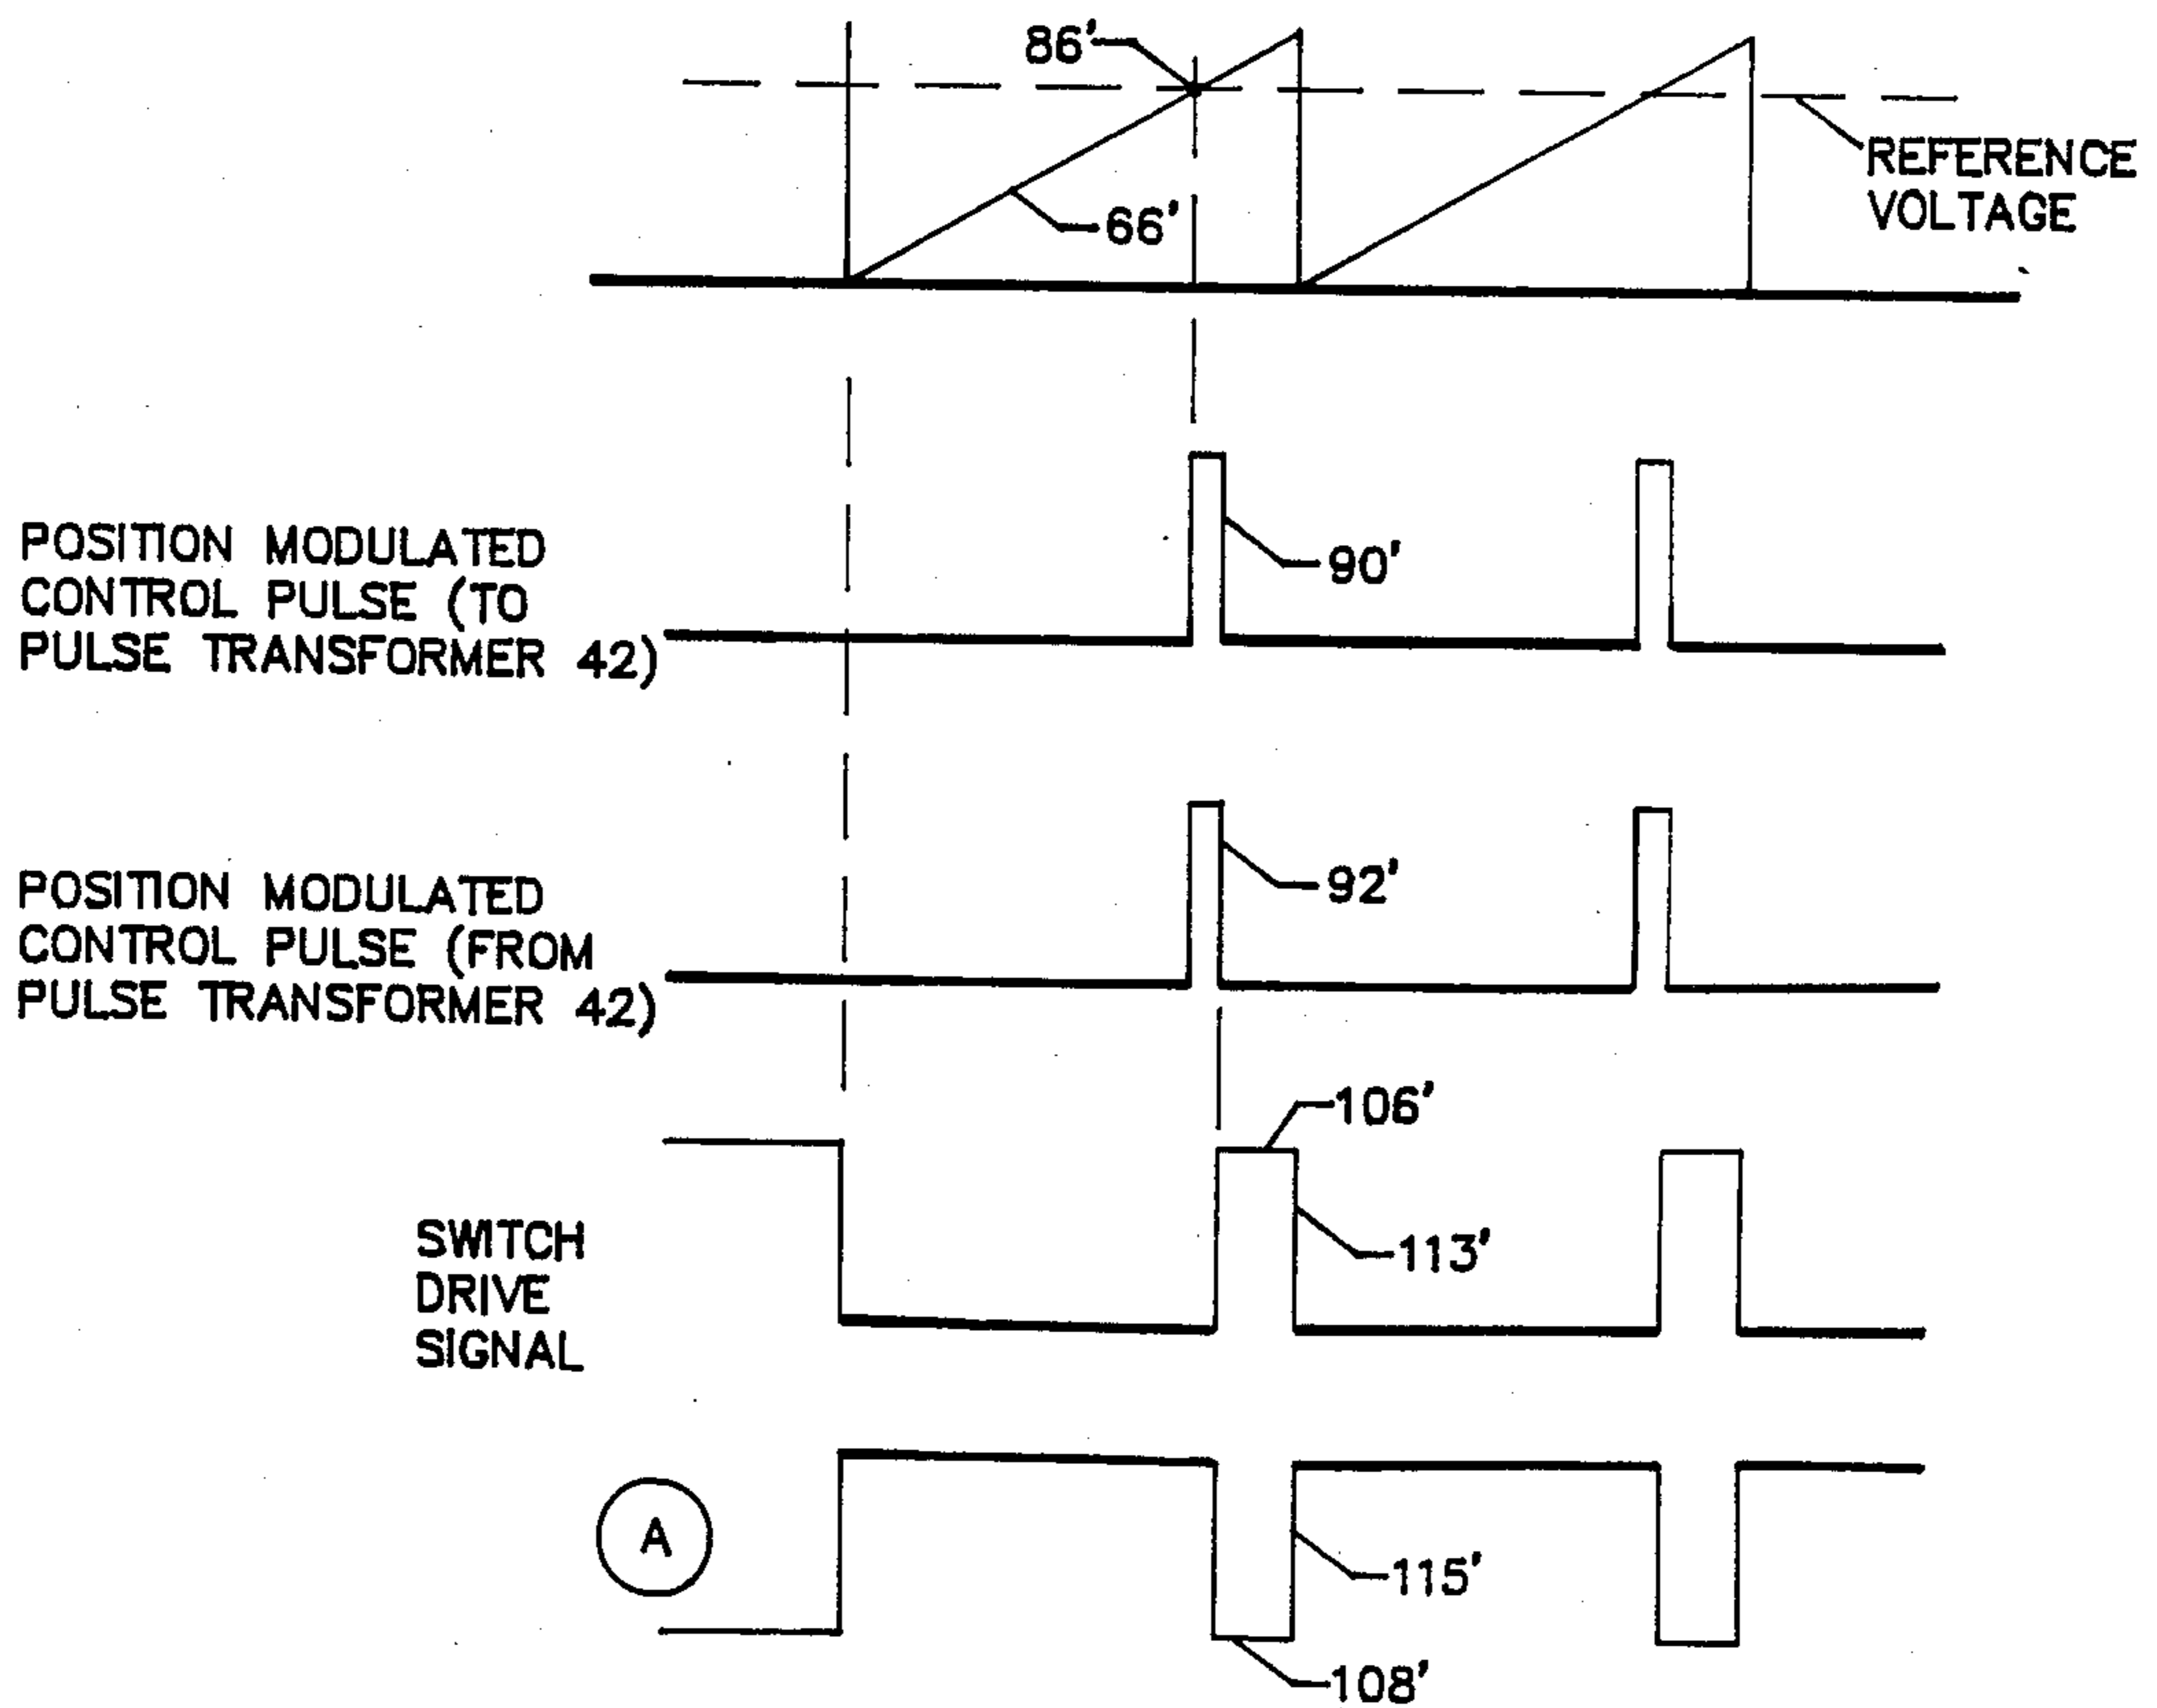 86'
66'
REFERENCE
VOLTAGE
POSITION MODULATED
CONTROL PULSE (TO
PULSE TRANSFORMER 42)
90'
POSITION MODULATED
CONTROL PULSE (FROM
PULSE TRANSFORMER 42)
92'
106'
SWITCH
DRIVE
SIGNAL
113'
A
115'
108'